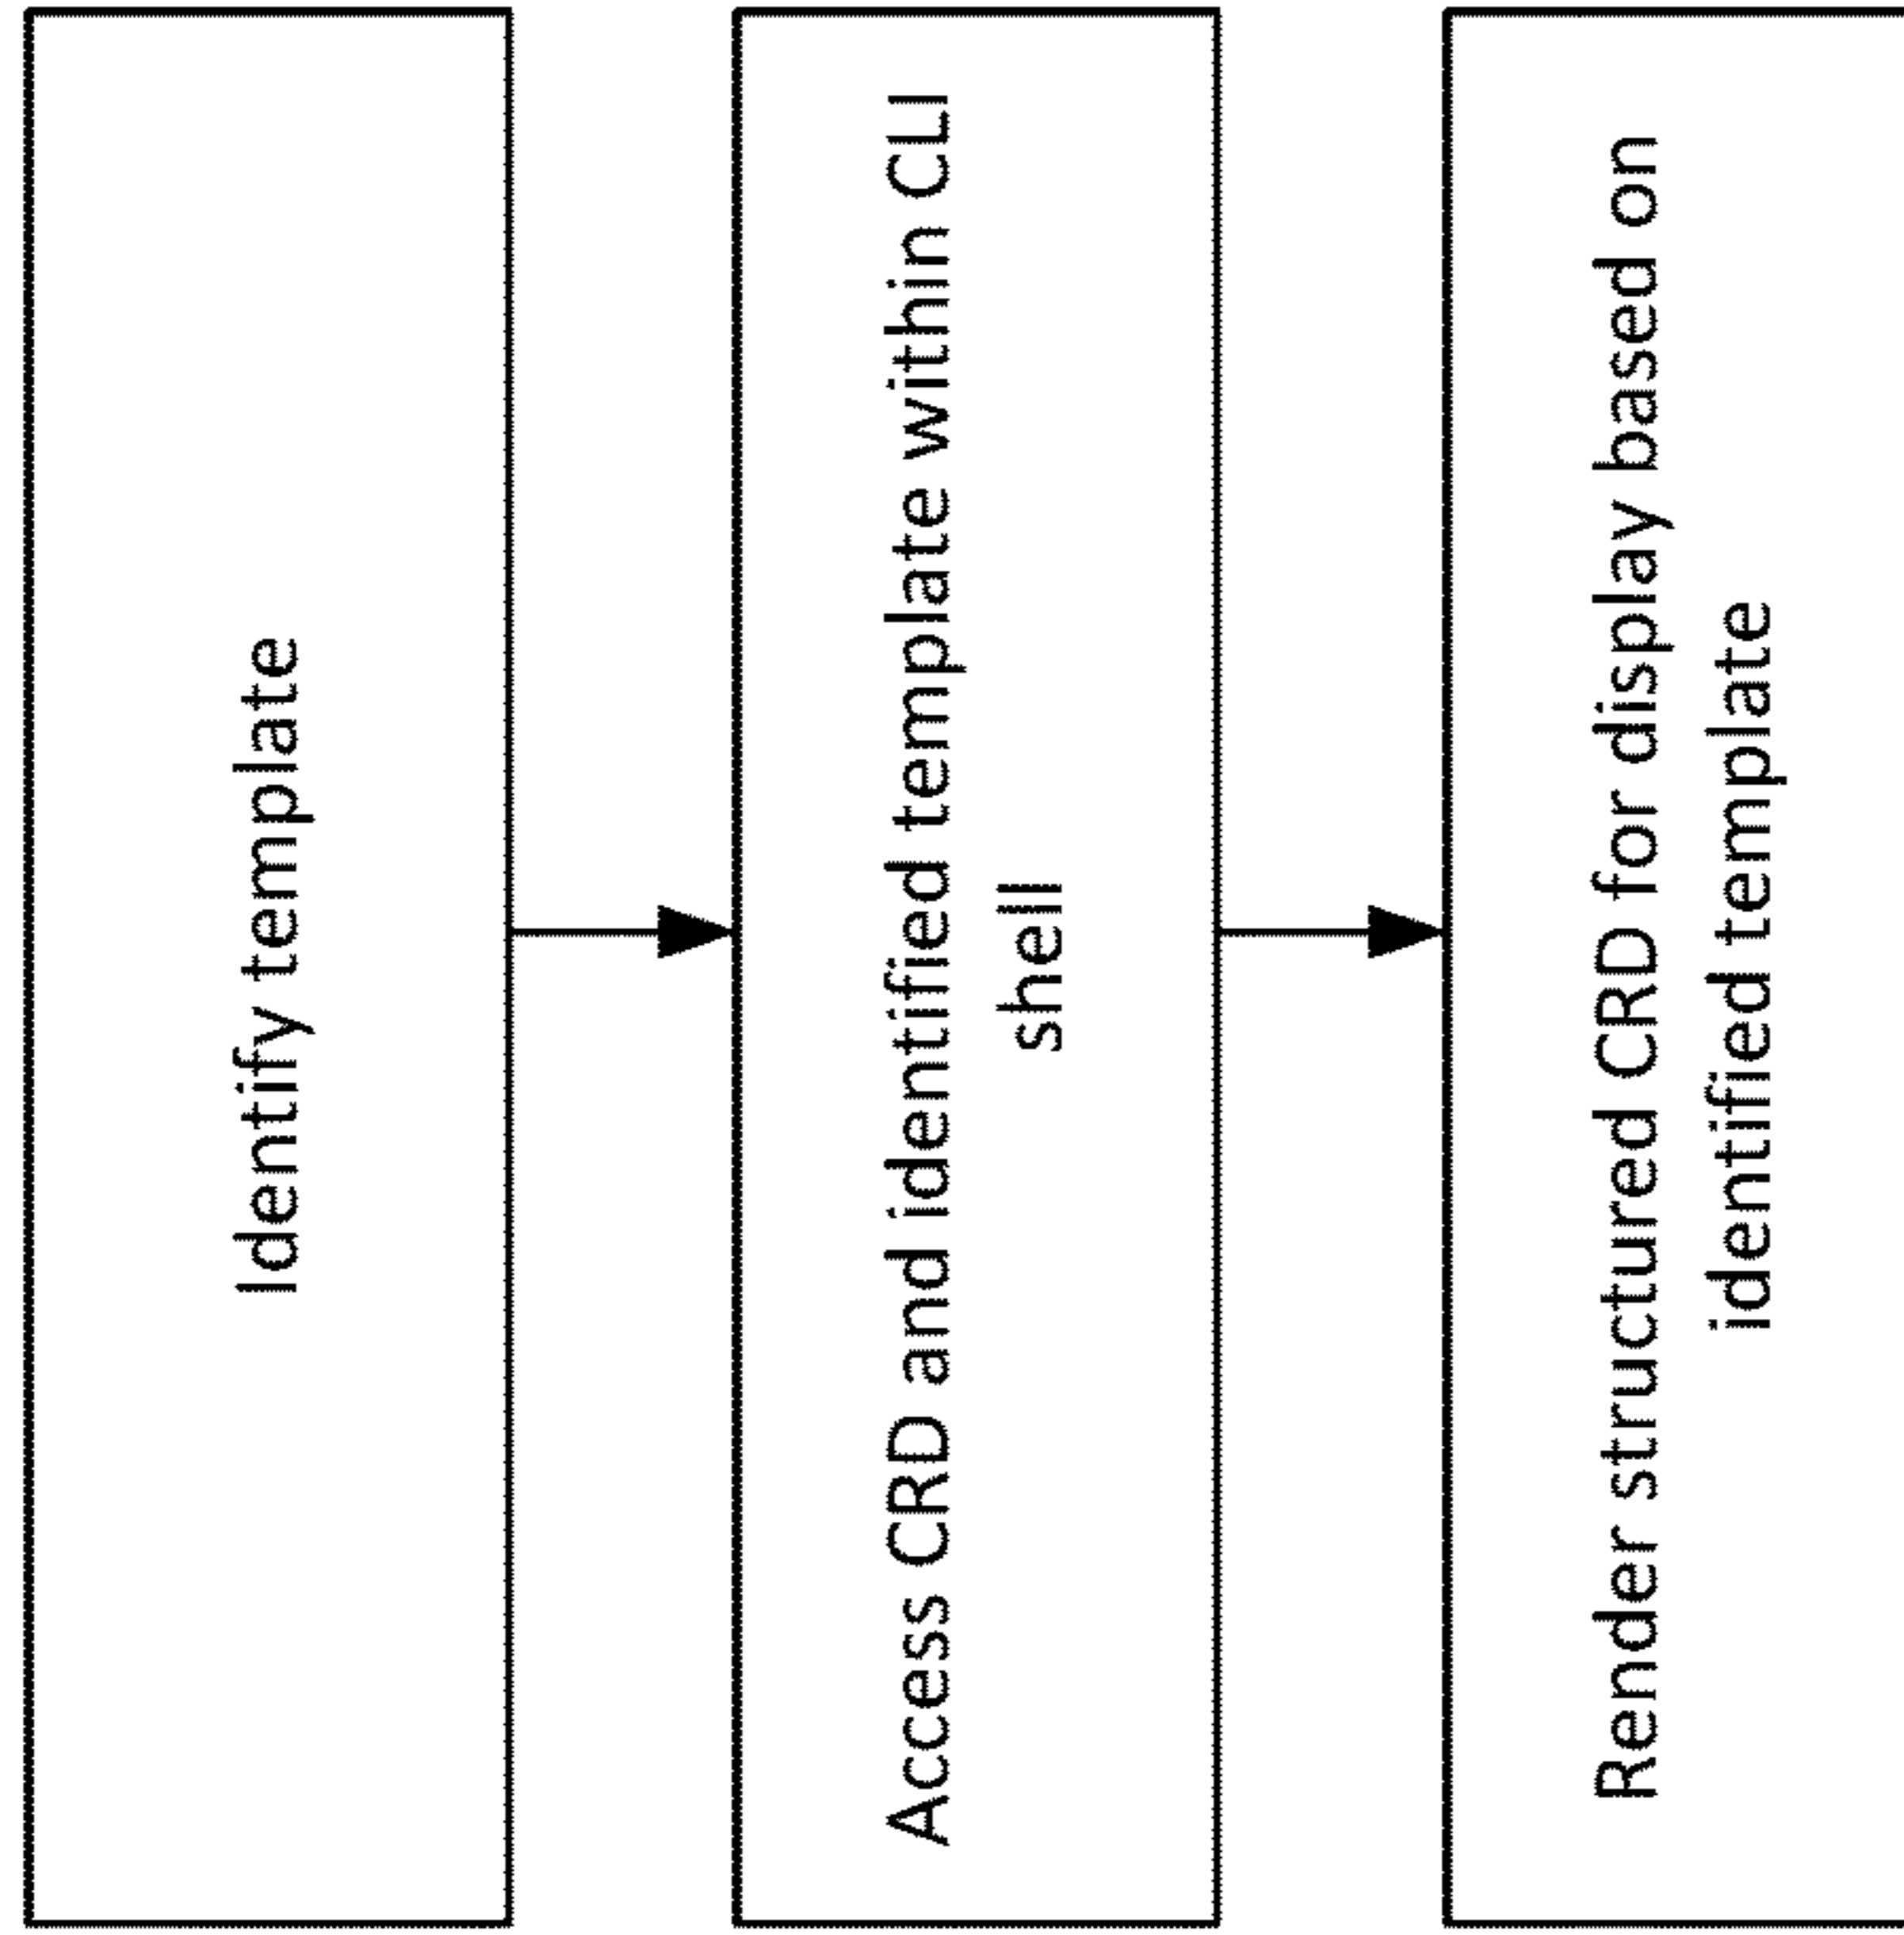 Identify template
Access CRD and identified template within CLI
shell
Render structured CRD for display based on
identified template